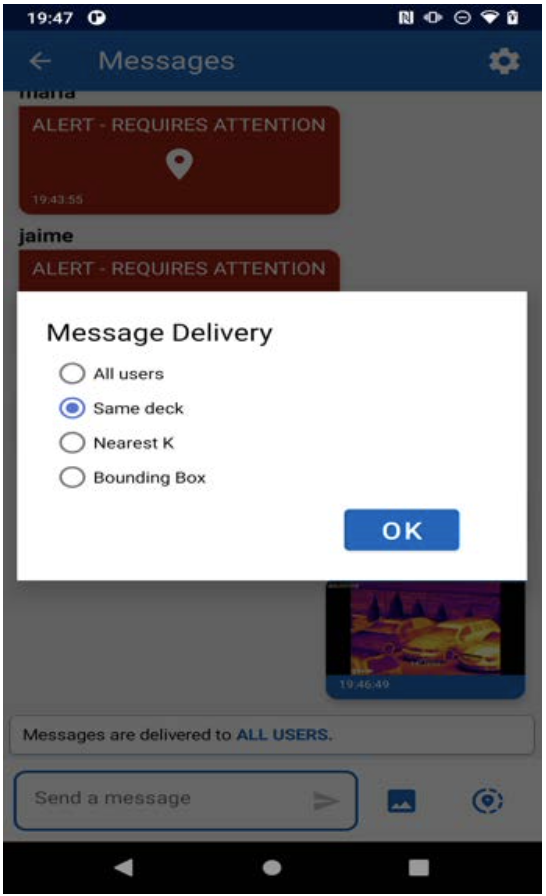 19:47
Messages
maria
ALERT - REQUIRES ATTENTION
19:43:55
jaime
ALERT - REQUIRES ATTENTION
Message Delivery
All users
Same deck
Nearest K
Bounding Box
OK
19:46:49
Messages are delivered to ALL USERS.
Send a message